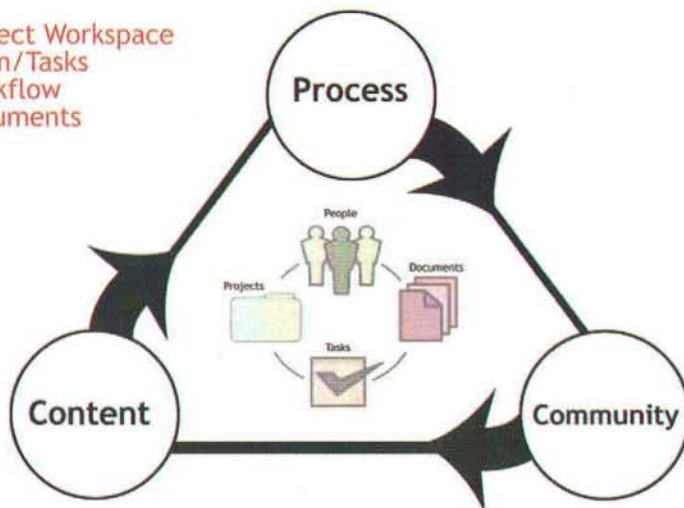 ect Workspace
n/Tasks
kflow
uments
Process
People
Projects
Documents
Tasks
Content
Community